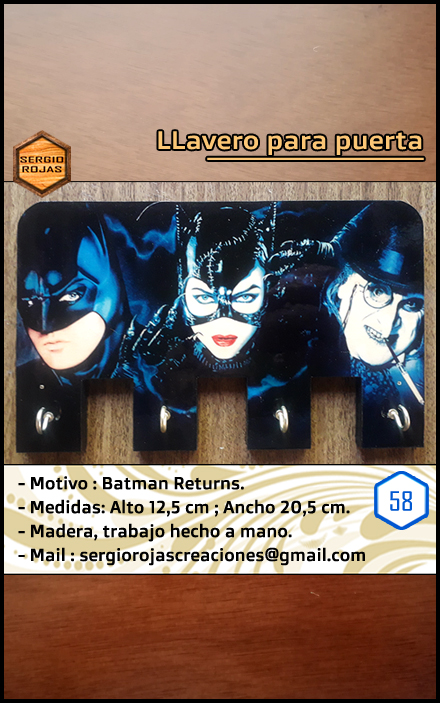 LLavero para puerta
SERGIO
ROJAS
- Motivo : Batman Returns.
- Medidas: Alto 12,5 cm ; Ancho 20,5 cm.
- Madera, trabajo hecho a mano.
- Mail : sergiorojascreaciones@gmail.com
58